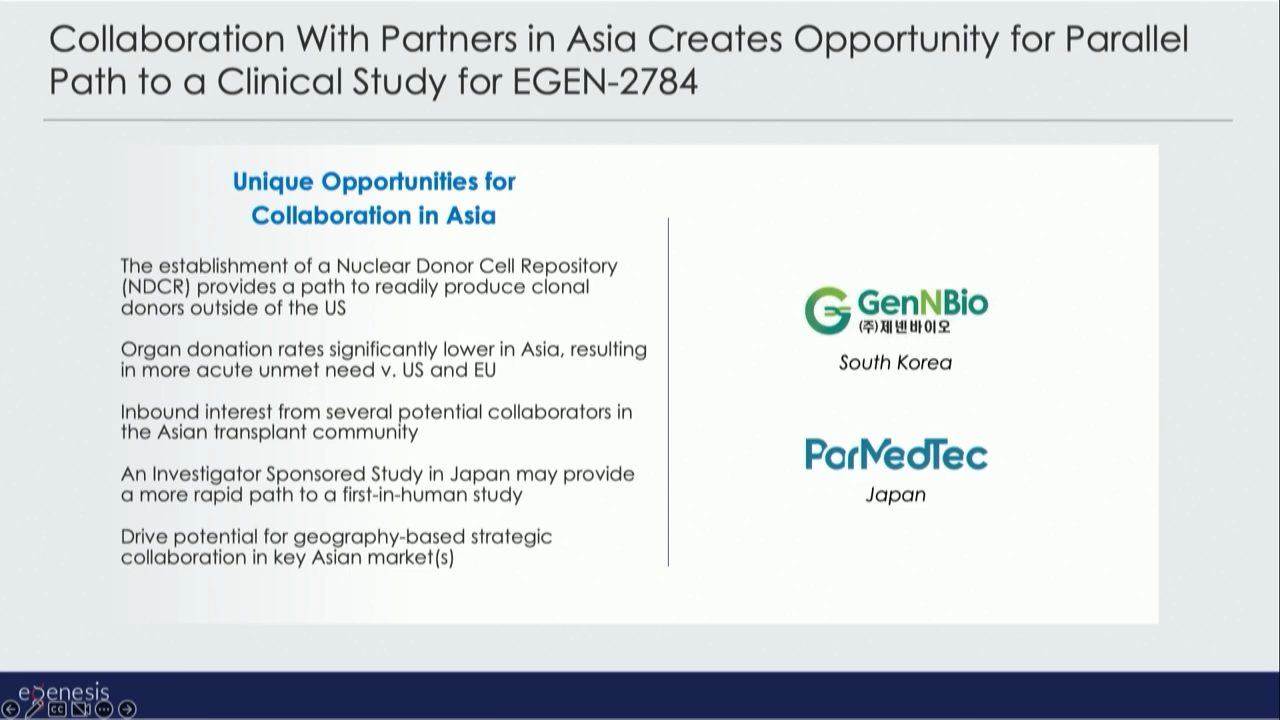 Collaboration With Partners in Asia Creates Opportunity for Parallel
Path to a Clinical Study for EGEN-2784
Unique Opportunities for
Collaboration in Asia
The establishment of a Nuclear Donor Cell Repository
(NDCR) provides a path to readily produce clonal
donors outside of the US
Organ donation rates significantly lower in Asia, resulting
in more acute unmet need v. US and EU
Inbound interest from several potential collaborators in
the Asian transplant community
An Investigator Sponsored Study in Japan may provide
a more rapid path to a first-in-human study
Drive potential for geography-based strategic
collaboration in key Asian market(s)
GenNBio
(주)제넨바이오
South Korea
PorMedTec
Japan
egenesis
CC